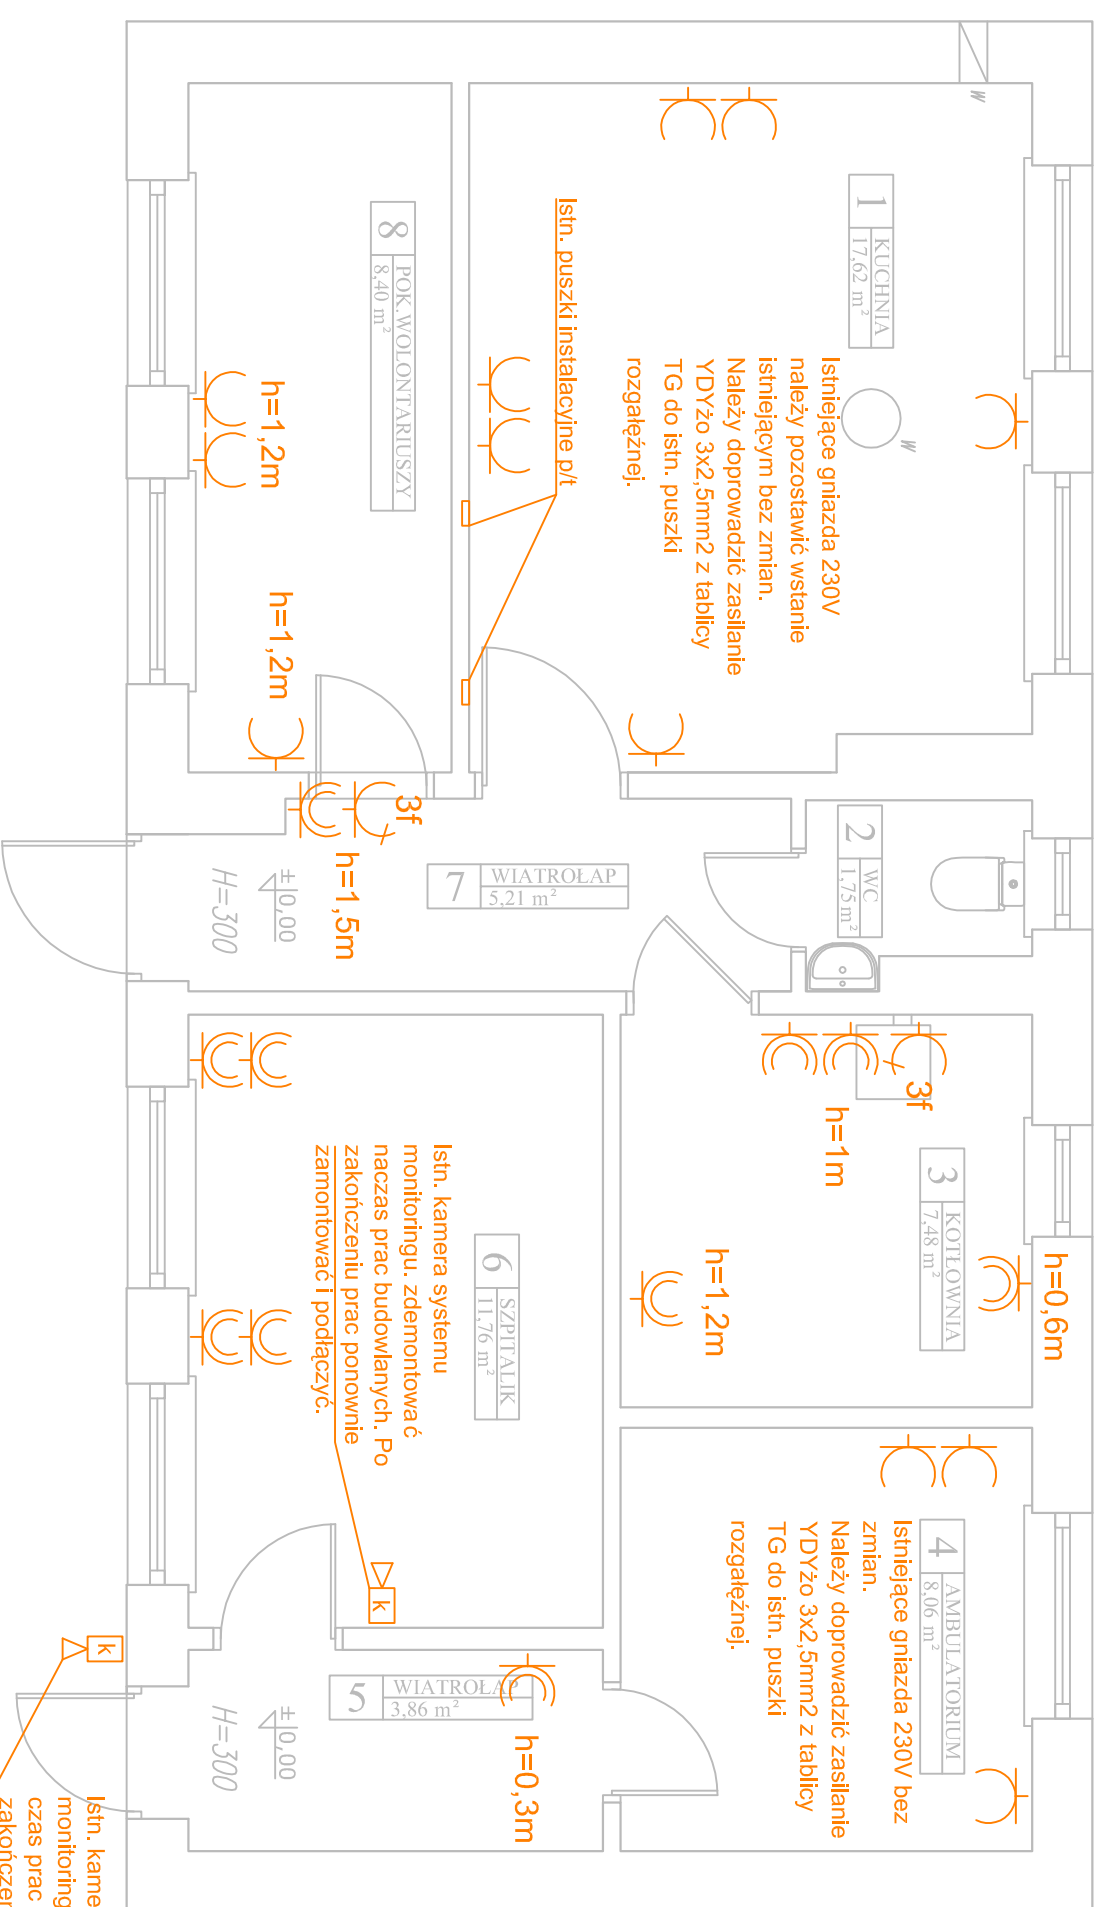 w
1
KUCHNIA
17,62 m²
w
Istniejące gniazda 230V
należy pozostawić wstanie
istniejącym bez zmian.
Należy doprowadzić zasilanie
YDYżo 3x2,5mm2 z tablicy
TG do istn. puszki
rozgałęźnej.
Istn. puszki instalacyjne p/t
8
POK.WOLONTARIUSZY
8,40 m²
h=1,2m
h=1,2m
3f
h=1,5m
7
WIATROŁAP
5,21 m²
±0,00
H=300
2
WC
1,75 m²
3f
h=1m
3
KOTŁOWNIA
7,48 m²
h=0,6m
h=1,2m
Istn. kamera systemu
monitoringu. zdemontować
naczas prac budowlanych. Po
zakończeniu prac ponownie
zamontować i podłączyć.
6
SZPITALIK
11,76 m²
k
k
4
AMBULATORIUM
8,06 m²
Istniejące gniazda 230V bez
zmian.
Należy doprowadzić zasilanie
YDYżo 3x2,5mm2 z tablicy
TG do istn. puszki
rozgałęźnej.
5
WIATROŁAP
3,86 m²
h=0,3m
±0,00
H=300
Istn. kame
monitoring
czas prac
zakończer